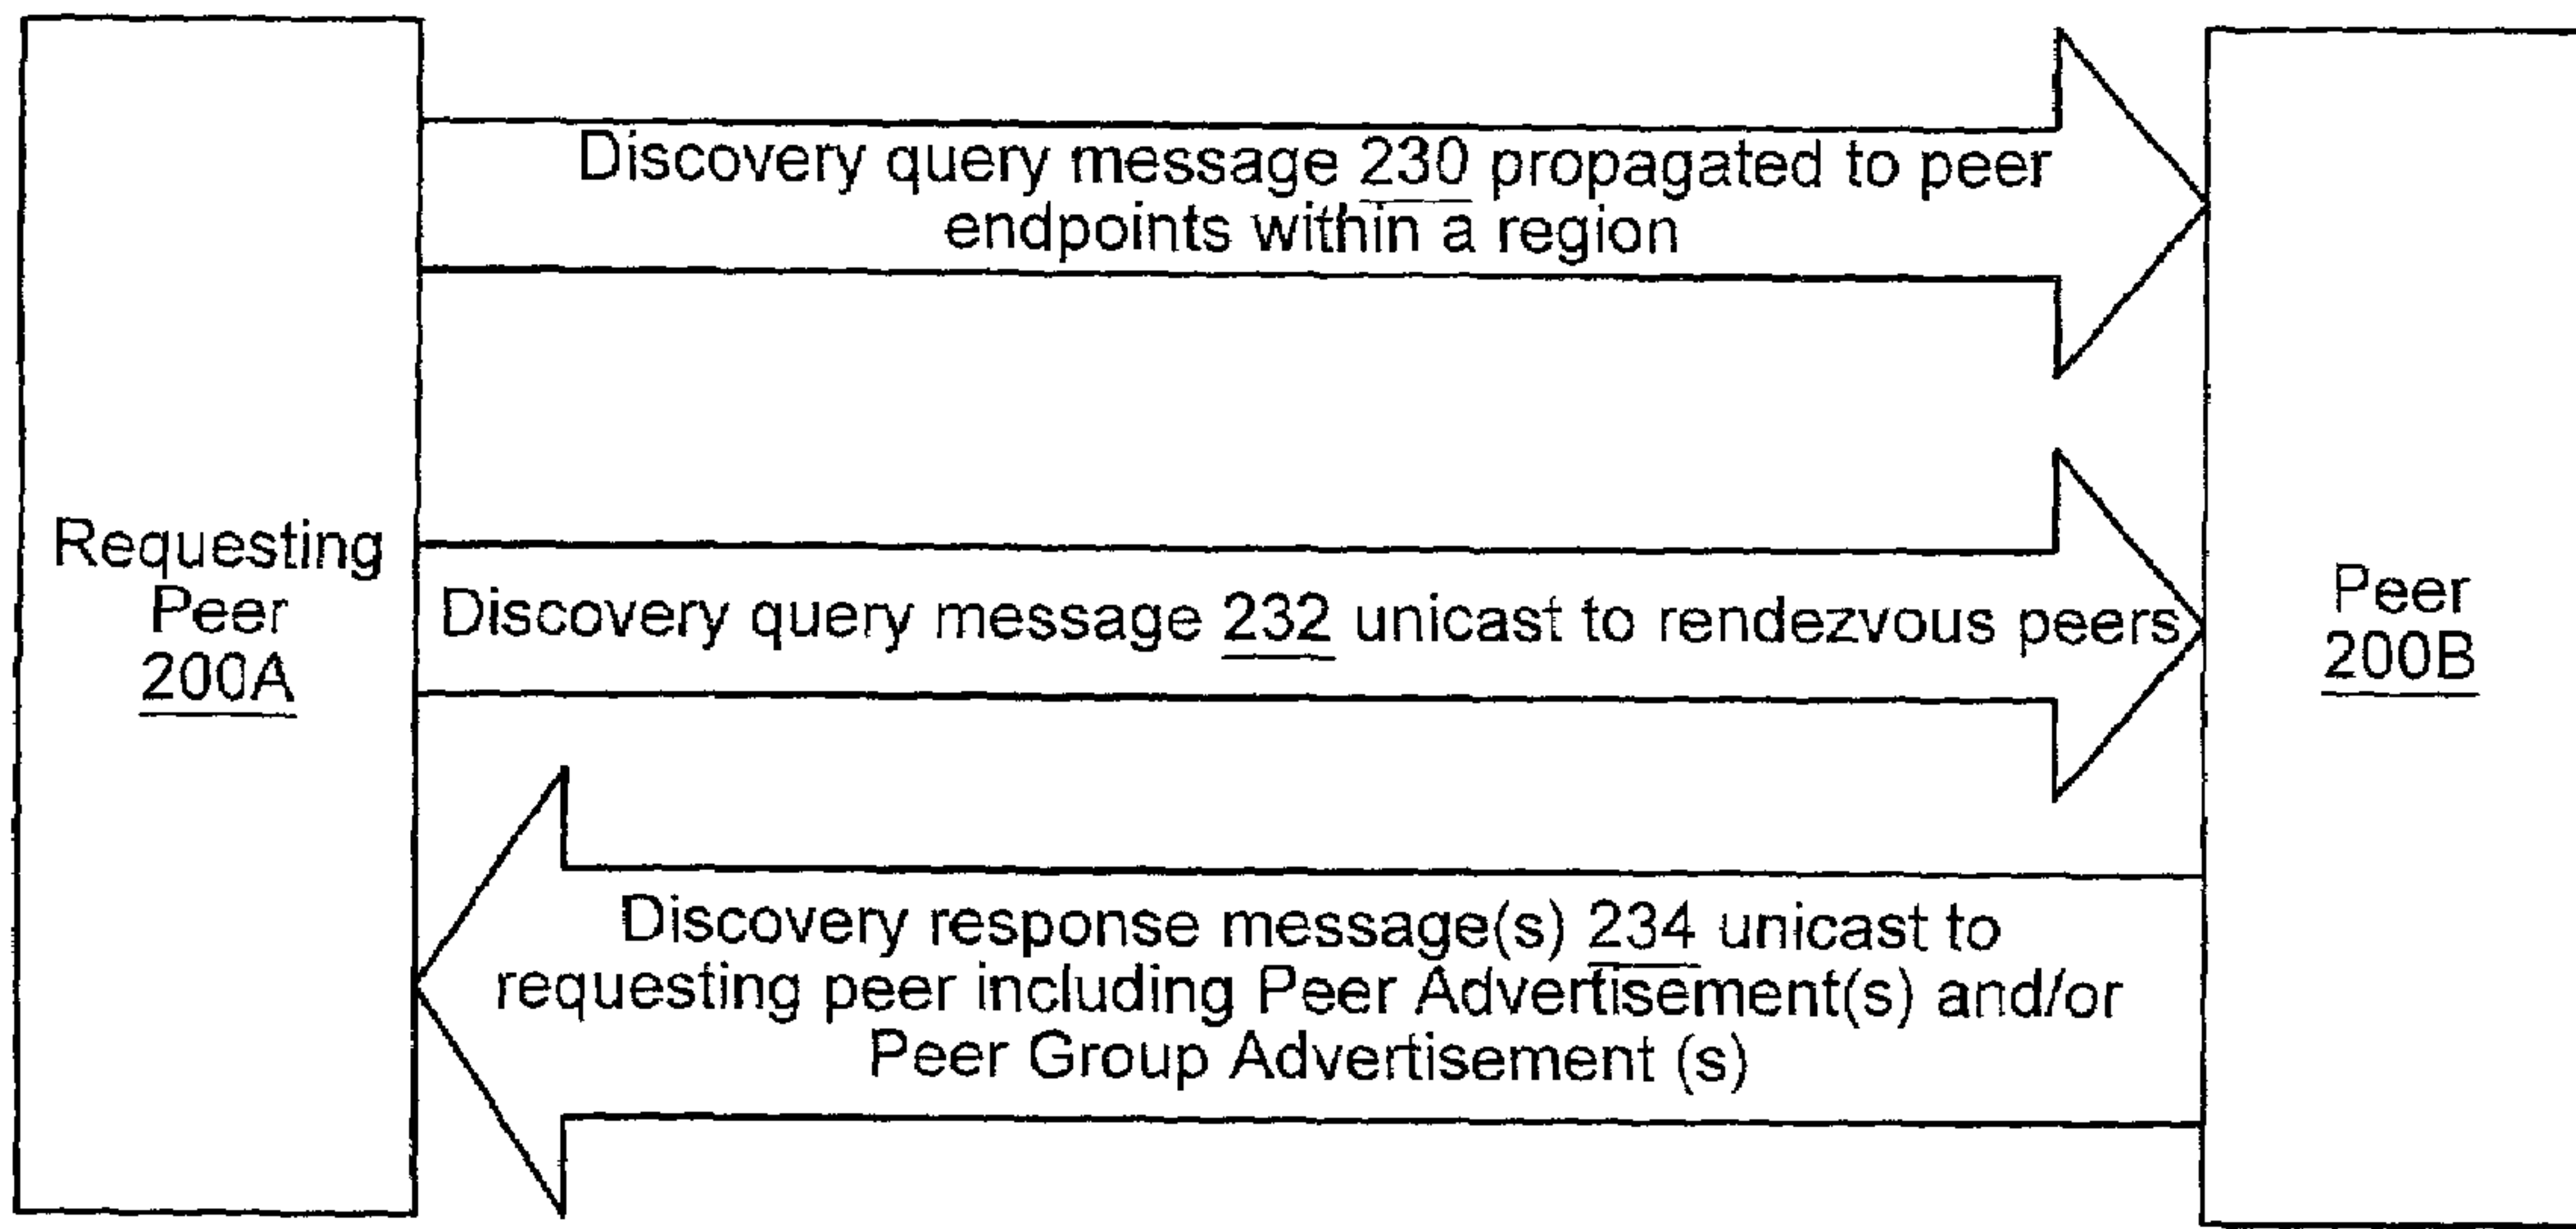 Discovery query message 230 propagated to peer
endpoints within a region
Requesting
Peer
200A
Discovery query message 232 unicast to rendezvous peers
Peer
200B
Discovery response message(s) 234 unicast to
requesting peer including Peer Advertisement(s) and/or
Peer Group Advertisement (s)